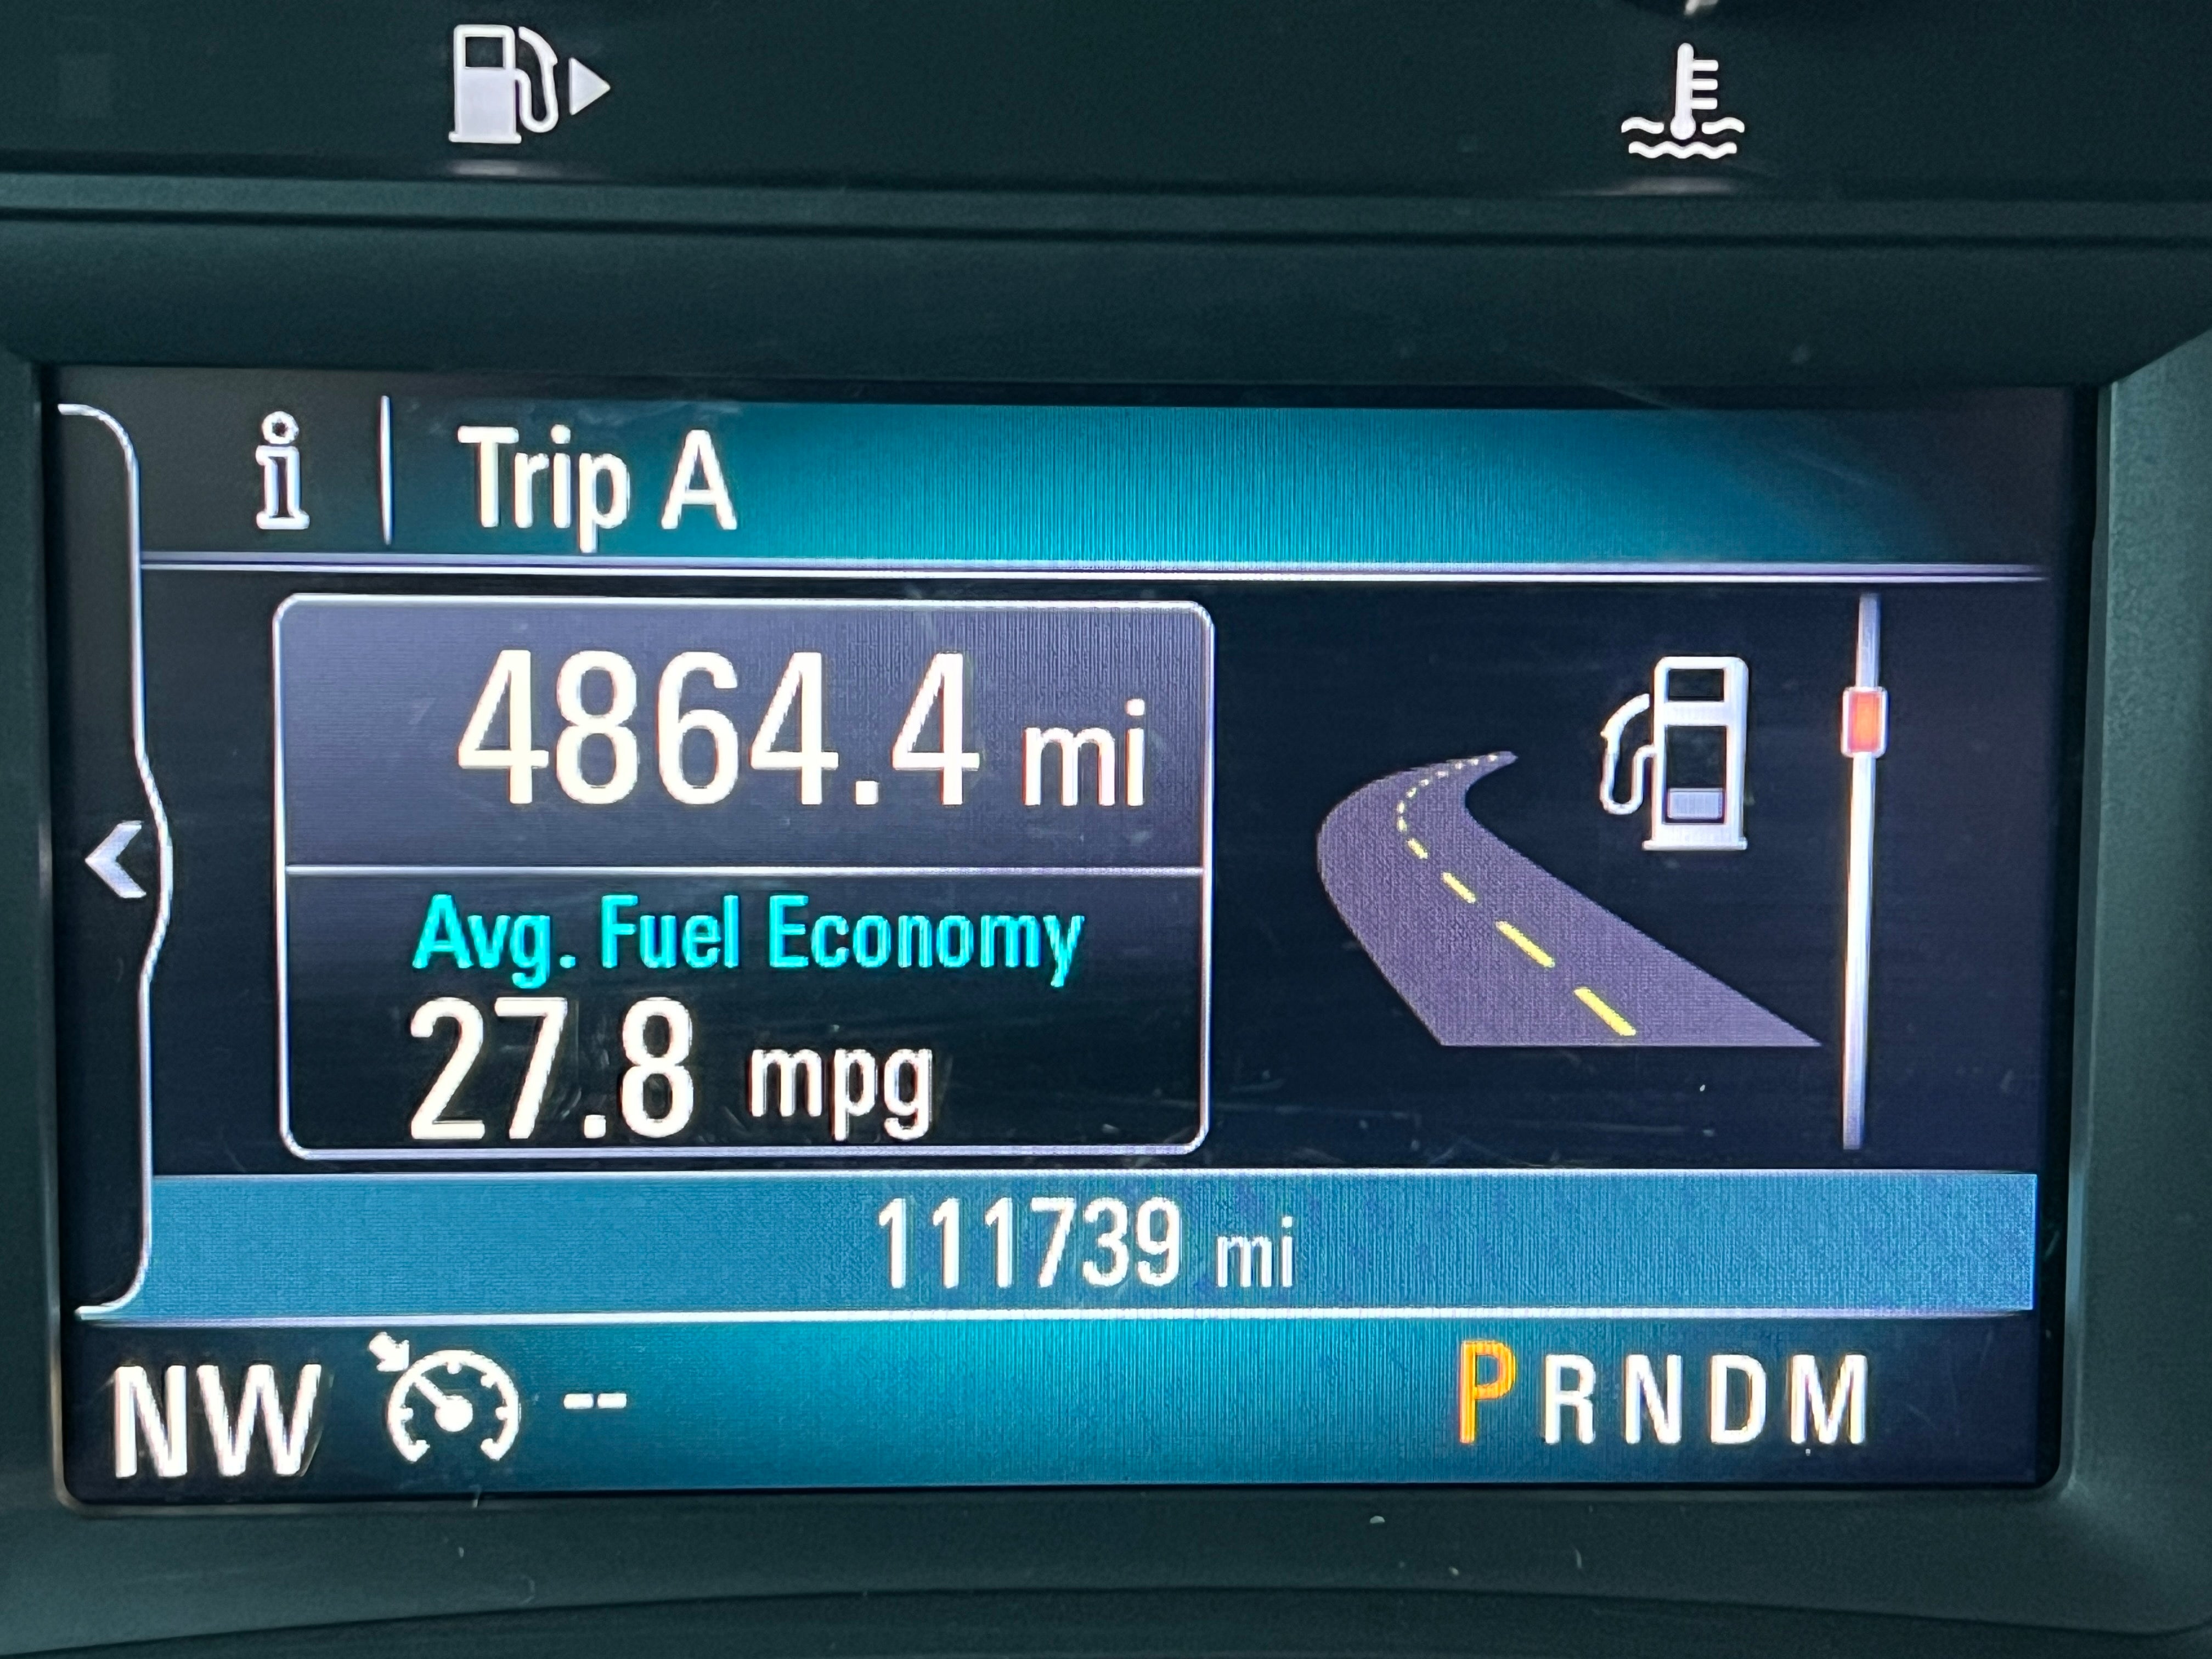 i Trip A
4864.4 mi
Avg. Fuel Economy
27.8 mpg
111739 mi
NW -- PRNDM